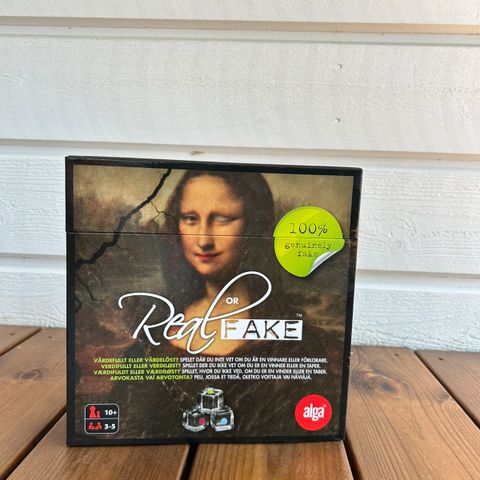 100%
genuinely
fake
Real OR FAKE™
VÄRDEFULLT ELLER VÄRDELÖST? SPELET DÄR DU INTE VET OM DU ÄR EN VINNARE ELLER FÖRLORARE.
VERDIFULLT ELLER VERDILØST? SPILLET DER DU IKKE VET OM DU ER EN VINNER ELLER EN TAPER.
VÆRDIFULDT ELLER VÆRDILØST? SPILLET, HVOR DU IKKE VED, OM DU ER EN VINDER ELLER EN TABER.
ARVOKASTA VAI ARVOTONTA? PELI, JOSSA ET TIEDÄ, OLETKO VOITTAJA VAI HÄVIÄJÄ.
10+
3-5
alga